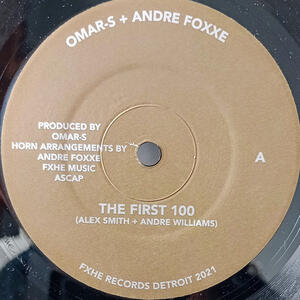 OMAR-S + ANDRE FOXXE
PRODUCED BY
OMAR-S
HORN ARRANGEMENTS BY
ANDRE FOXXE
FXHE MUSIC
ASCAP
A
THE FIRST 100
(ALEX SMITH + ANDRE WILLIAMS)
FXHE RECORDS DETROIT 2021